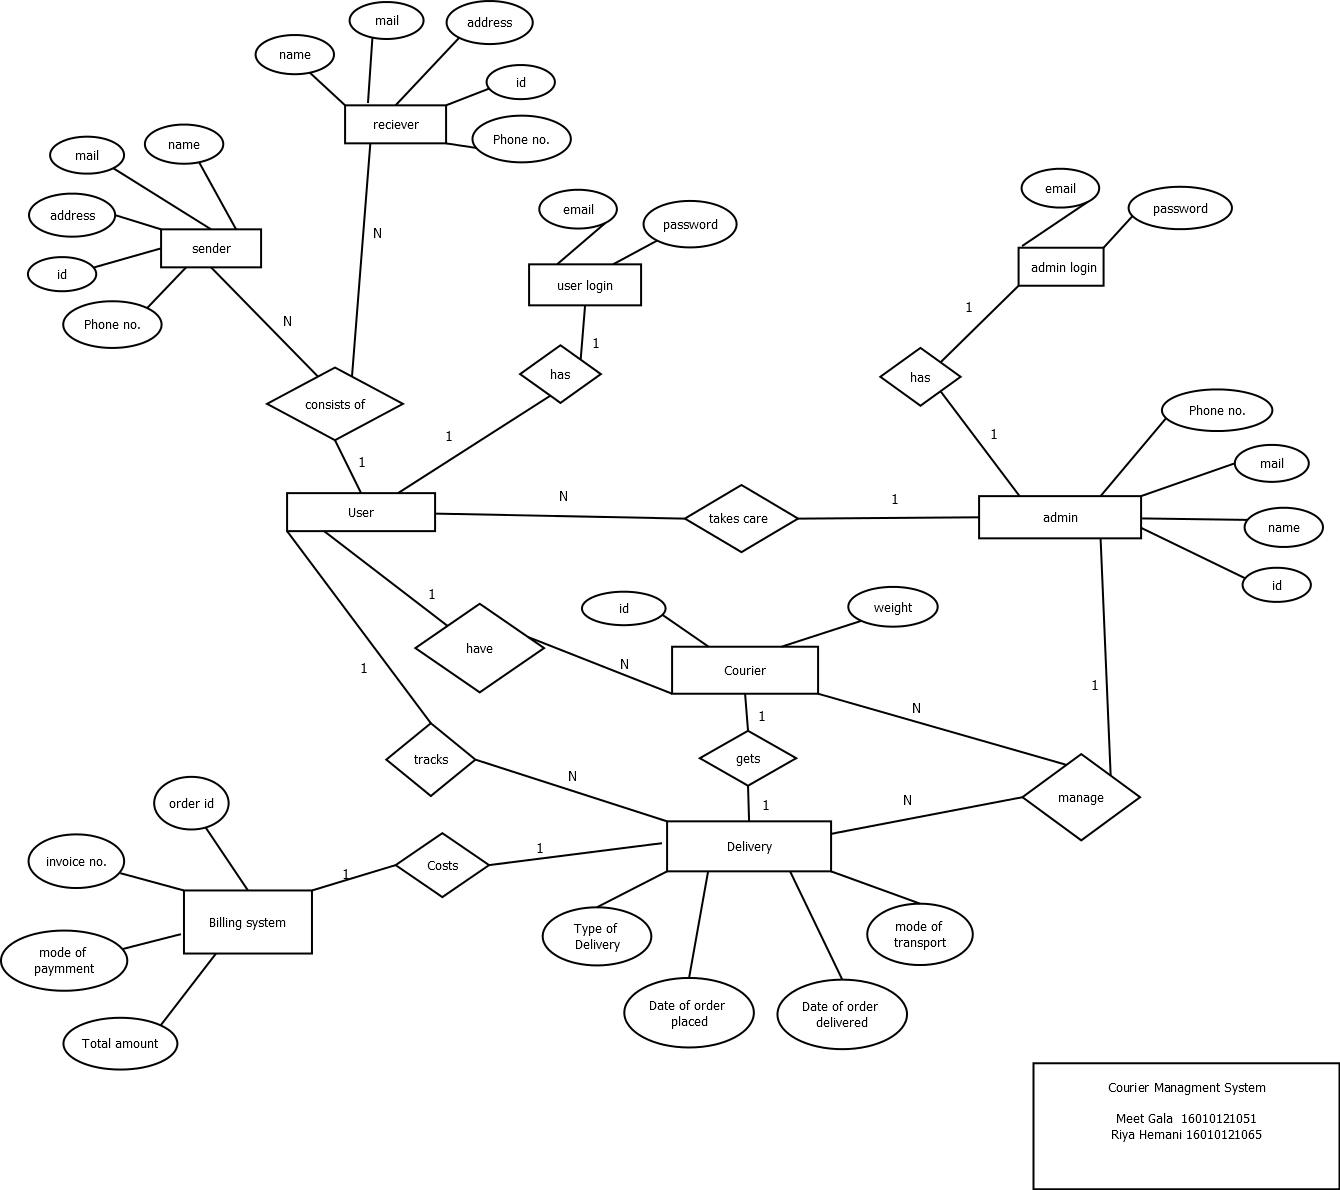 mail
address
name
id
reciever
Phone no.
name
mail
address
sender
id
Phone no.
N
N
email
password
user login
1
has
1
consists of
1
User
email
password
admin login
1
has
1
Phone no.
mail
name
id
admin
N
takes care
1
1
have
N
id
weight
Courier
1
gets
1
N
1
manage
N
1
tracks
N
order id
invoice no.
mode of
paymment
Total amount
Billing system
1
Costs
1
Delivery
Type of
Delivery
Date of order
placed
Date of order
delivered
mode of
transport
Courier Managment System
Meet Gala  16010121051
Riya Hemani 16010121065